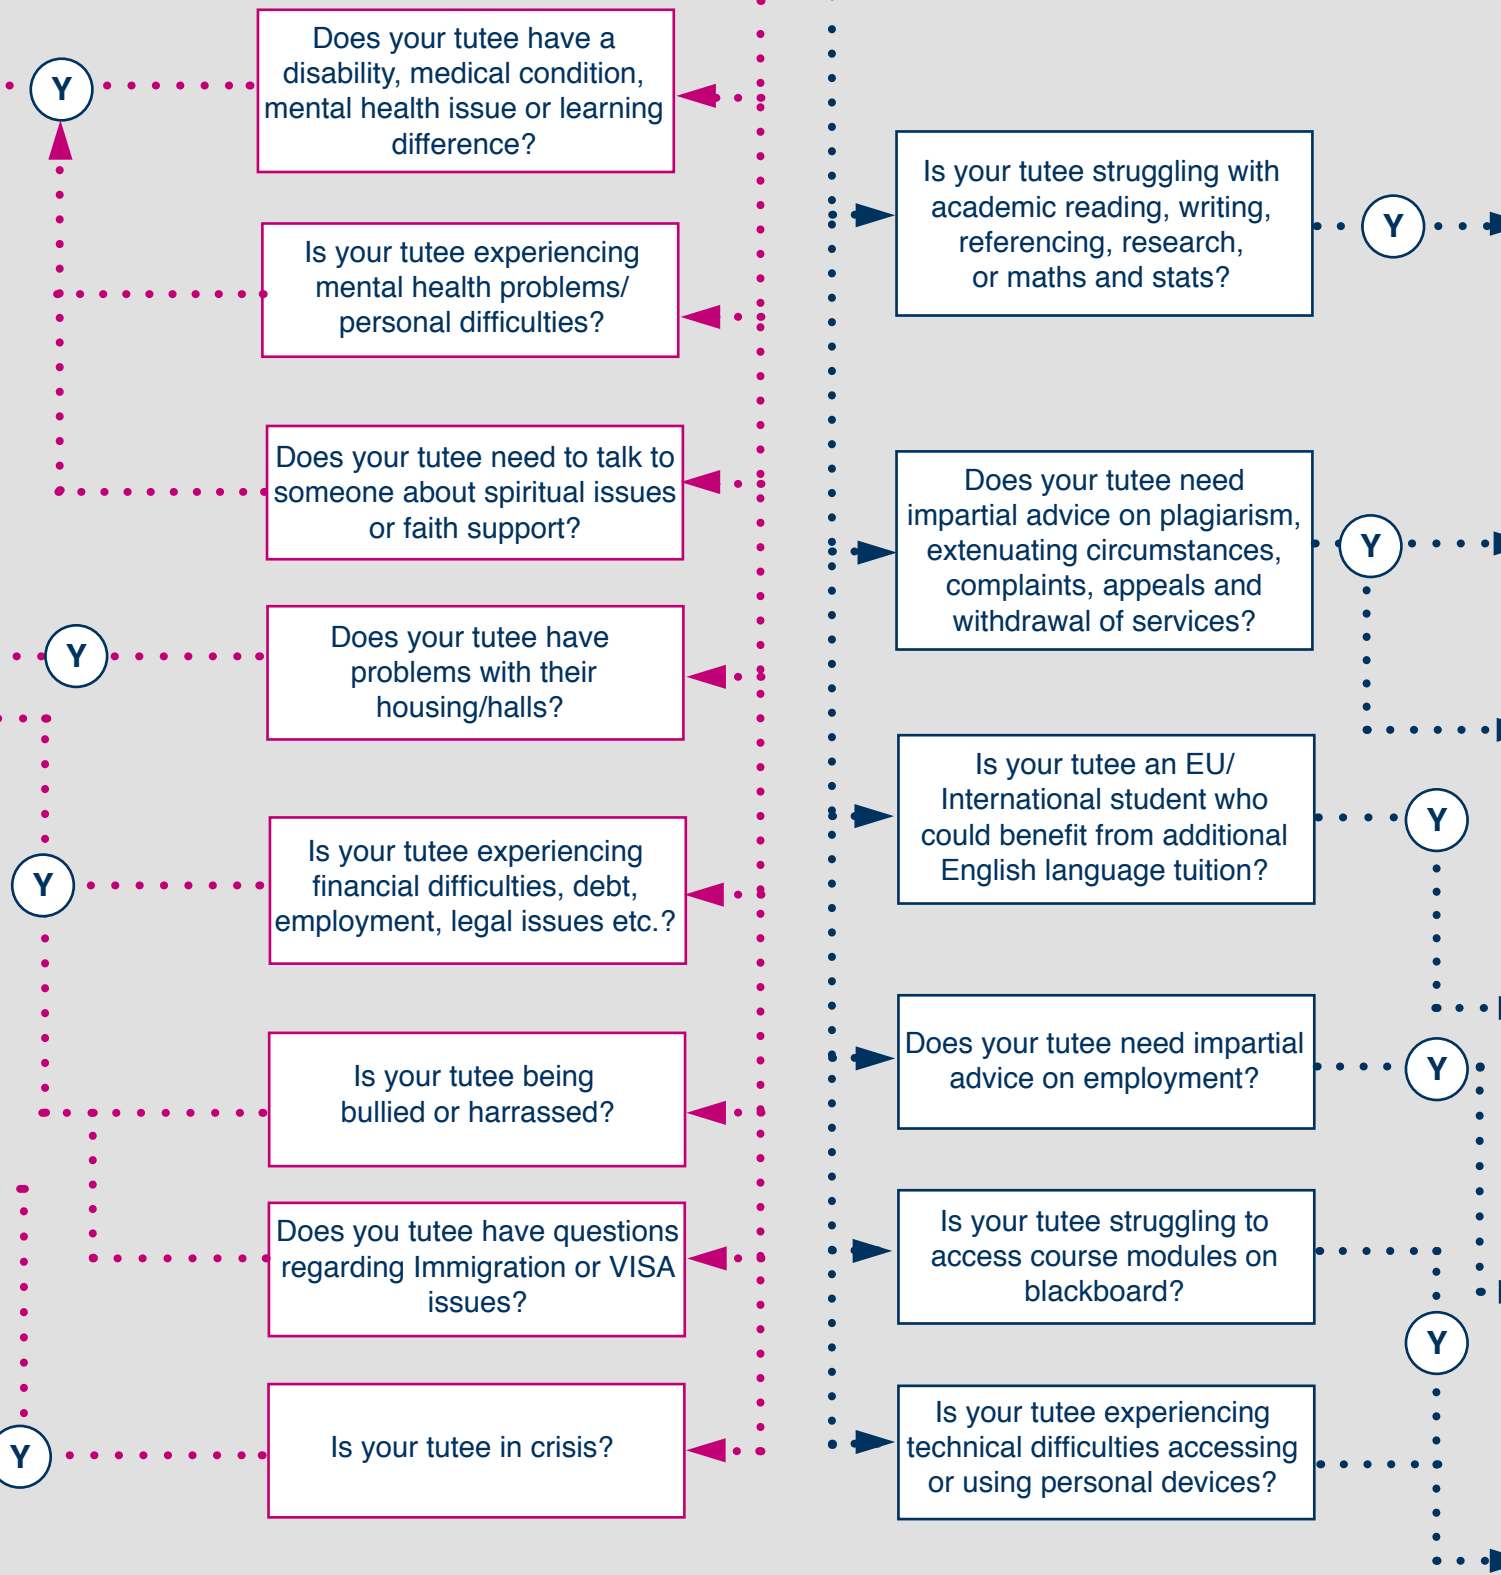 Y
Does your tutee have a
disability, medical condition,
mental health issue or learning
difference?
Is your tutee experiencing
mental health problems/
personal difficulties?
Does your tutee need to talk to
someone about spiritual issues
or faith support?
Y
Does your tutee have
problems with their
housing/halls?
Y
Is your tutee experiencing
financial difficulties, debt,
employment, legal issues etc.?
Is your tutee being
bullied or harrassed?
Does you tutee have questions
regarding Immigration or VISA
issues?
Y
Is your tutee in crisis?
Is your tutee struggling with
academic reading, writing,
referencing, research,
or maths and stats?
Y
Does your tutee need
impartial advice on plagiarism,
extenuating circumstances,
complaints, appeals and
withdrawal of services?
Y
Is your tutee an EU/
International student who
could benefit from additional
English language tuition?
Y
Does your tutee need impartial
advice on employment?
Y
Is your tutee struggling to
access course modules on
blackboard?
Y
Is your tutee experiencing
technical difficulties accessing
or using personal devices?